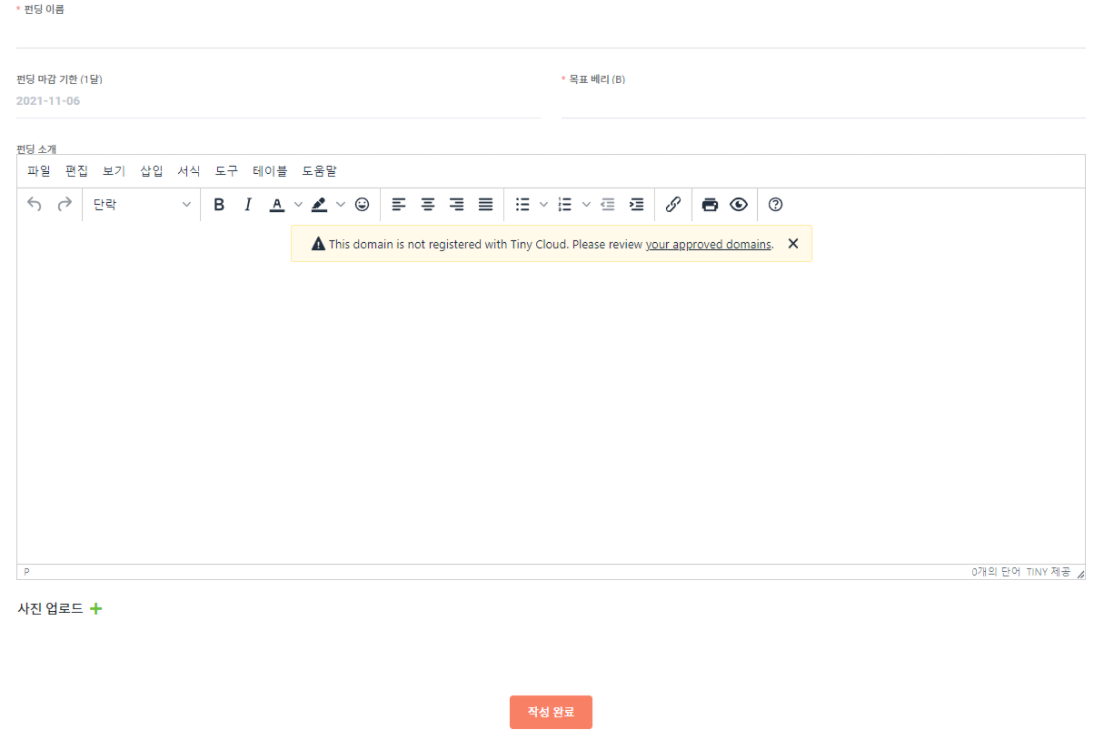 * 펀딩 이름
펀딩 마감 기한 (1달)
* 목표 베리 (B)
2021-11-06
펀딩 소개
파일 편집 보기 삽입 서식 도구 테이블 도움말
단락 B I A
This domain is not registered with Tiny Cloud. Please review your approved domains.
P
0개의 단어 TINY 제공
사진 업로드 +
작성 완료